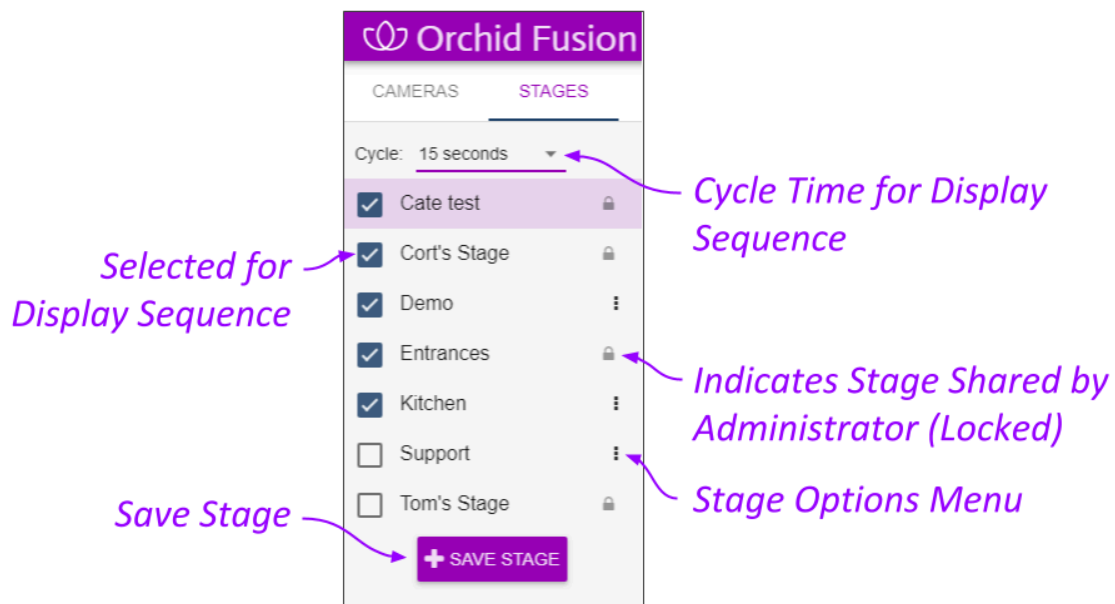 Orchid Fusion
CAMERAS STAGES
Cycle: 15 seconds
Cycle Time for Display
Sequence
Cate test
Cort's Stage
Selected for
Display Sequence
Demo
Entrances
Indicates Stage Shared by
Administrator (Locked)
Kitchen
Support
Stage Options Menu
Tom's Stage
Save Stage
SAVE STAGE